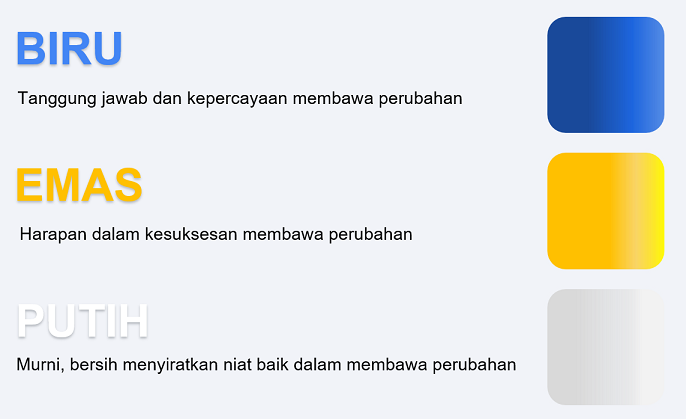 BIRU
Tanggung jawab dan kepercayaan membawa perubahan
EMAS
Harapan dalam kesuksesan membawa perubahan
PUTIH
Murni, bersih menyiratkan niat baik dalam membawa perubahan